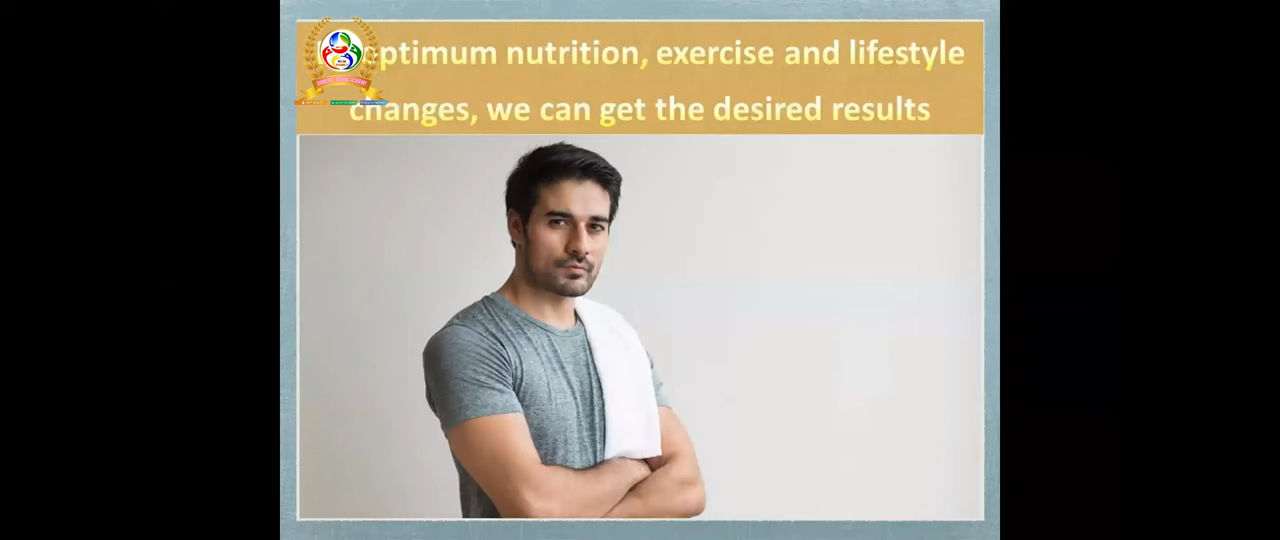 optimum nutrition, exercise and lifestyle
changes, we can get the desired results